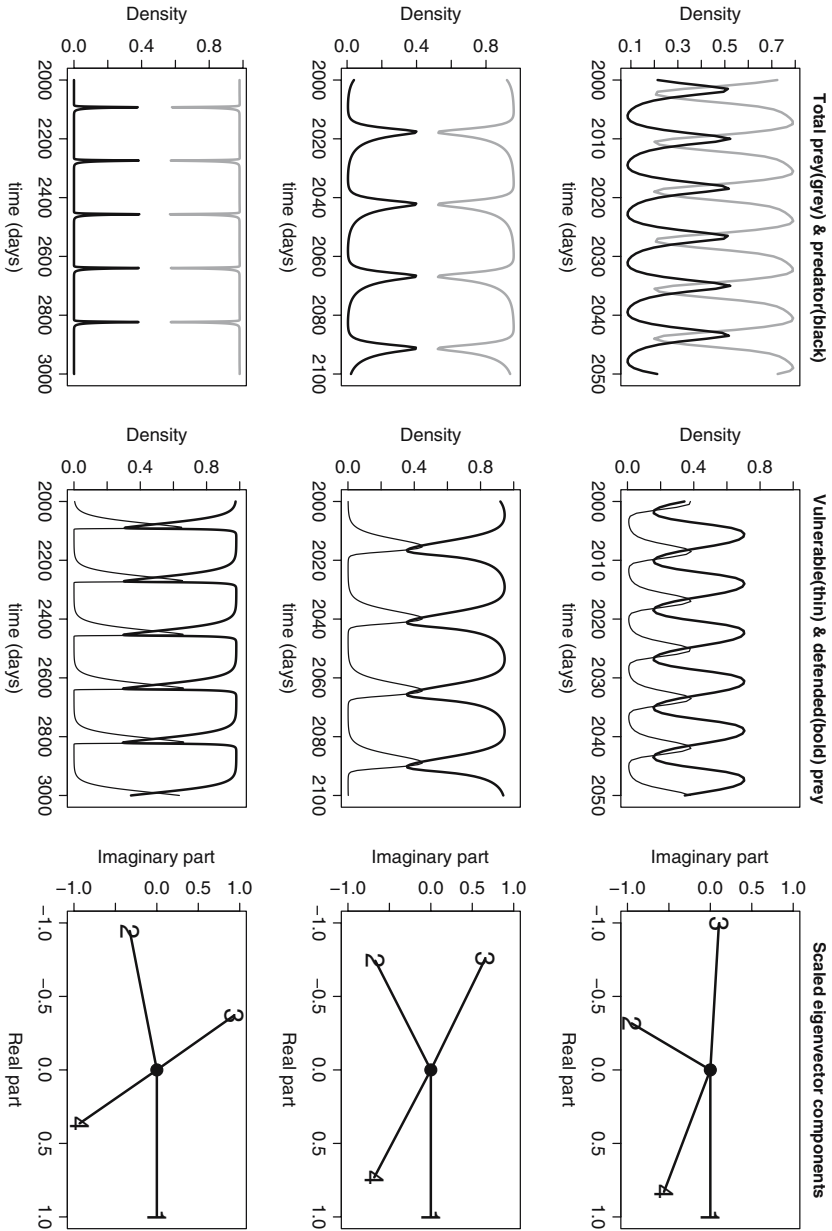 Total prey(grey) & predator(black)
Vulnerable(thin) & defended(bold) prey
Scaled eigenvector components
Density
0.1 0.3 0.5 0.7
2000 2010 2020 2030 2040 2050
Density
0.0 0.4 0.8
2000 2010 2020 2030 2040 2050
Imaginary part
−1.0 0.0 0.5 1.0
−1.0 −0.5 0.0 0.5 1.0
1
2
3
4
Density
0.0 0.4 0.8
2000 2020 2040 2060 2080 2100
time (days)
Density
0.0 0.4 0.8
2000 2020 2040 2060 2080 2100
time (days)
Imaginary part
−1.0 0.0 0.5 1.0
−1.0 −0.5 0.0 0.5 1.0
Real part
1
2
3
4
Density
0.0 0.4 0.8
2000 2200 2400 2600 2800 3000
time (days)
Density
0.0 0.4 0.8
2000 2200 2400 2600 2800 3000
time (days)
Imaginary part
−1.0 0.0 0.5 1.0
−1.0 −0.5 0.0 0.5 1.0
Real part
1
2
3
4